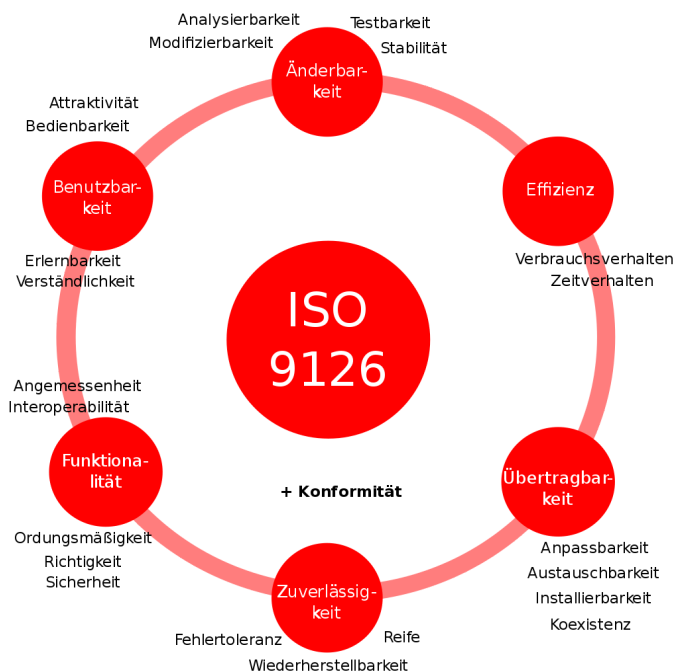 Analysierbarkeit
Testbarkeit
Modifizierbarkeit
Stabilität
Änderbar-
keit
Attraktivität
Bedienbarkeit
Benutzbar-
keit
Erlernbarkeit
Verständlichkeit
Effizienz
Verbrauchsverhalten
Zeitverhalten
ISO
9126
Angemessenheit
Interoperabilität
Funktiona-
lität
Ordungsmäßigkeit
Richtigkeit
Sicherheit
+ Konformität
Übertragbar-
keit
Anpassbarkeit
Austauschbarkeit
Installierbarkeit
Koexistenz
Zuverlässig-
keit
Fehlertoleranz
Reife
Wiederherstellbarkeit